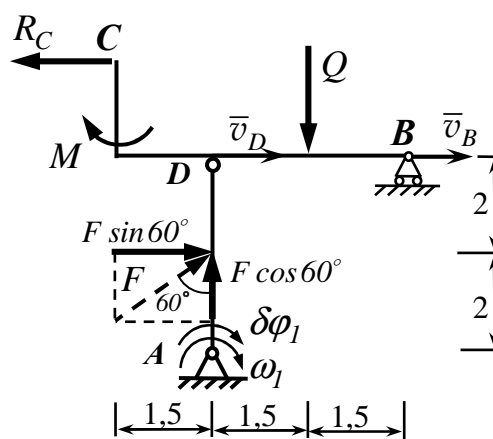 R_C C
Q
M
v̅_D B v̅_B
D
2
F sin60°
F F cos60°
60°
2
δφ_1
A
ω_1
1,5 1,5 1,5